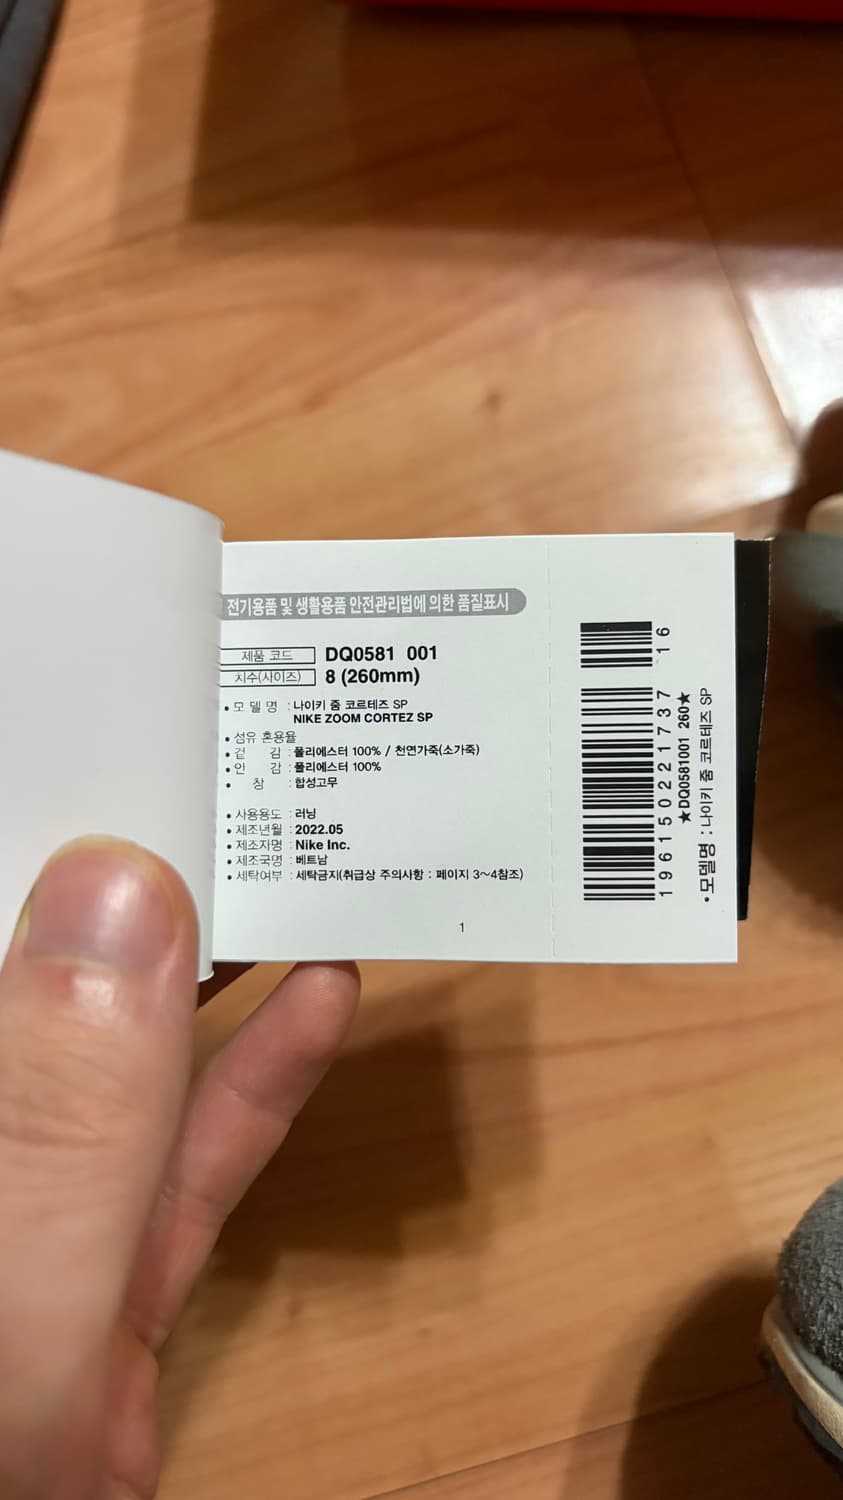 전기용품 및 생활용품 안전관리법에 의한 품질표시
제품 코드 DQ0581 001
치수(사이즈) 8 (260mm)
• 모 델 명 : 나이키 줌 코르테즈 SP
NIKE ZOOM CORTEZ SP
• 섬유 혼용율
• 겉 감 : 폴리에스터 100% / 천연가죽(소가죽)
• 안 감 : 폴리에스터 100%
• 창 : 합성고무
• 사용용도 : 러닝
• 제조년월 : 2022.05
• 제조자명 : Nike Inc.
• 제조국명 : 베트남
• 세탁여부 : 세탁금지(취급상 주의사항 : 페이지 3~4참조)
1
196150221737 16
★DQ0581001 260★
• 모델명 : 나이키 줌 코르테즈 SP